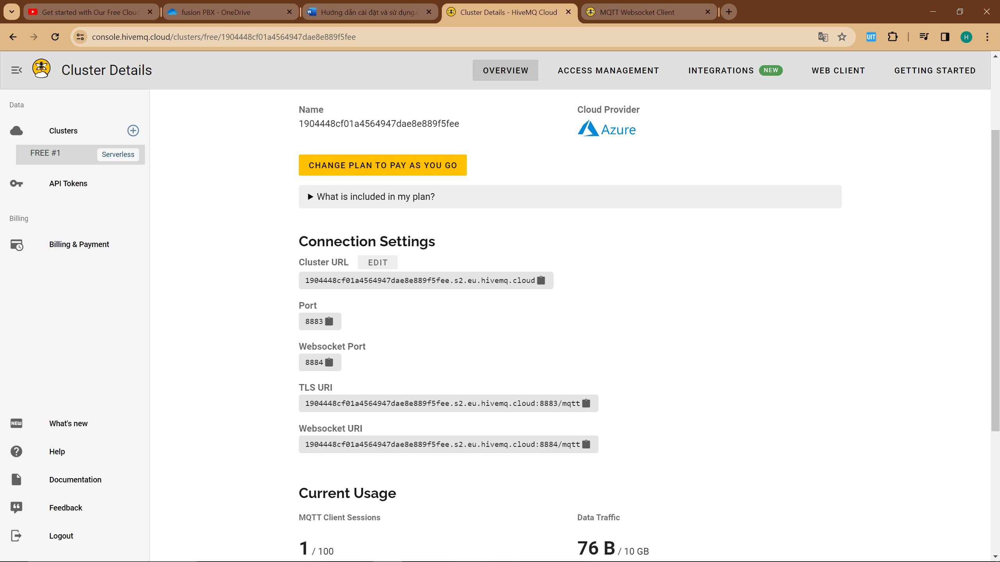 Get started with Our Free Cloud
fusion PBX - OneDrive
Hướng dẫn cài đặt và sử dụng.
Cluster Details - HiveMQ Cloud
MQTT Websocket Client
console.hivemq.cloud/clusters/free/1904448cf01a4564947dae8e889f5fee
UIT
H
Cluster Details
OVERVIEW
ACCESS MANAGEMENT
INTEGRATIONS NEW
WEB CLIENT
GETTING STARTED
Data
Clusters
FREE #1 Serverless
API Tokens
Billing
Billing & Payment
NEW What's new
Help
Documentation
Feedback
Logout
Name
1904448cf01a4564947dae8e889f5fee
Cloud Provider
Azure
CHANGE PLAN TO PAY AS YOU GO
What is included in my plan?
Connection Settings
Cluster URL EDIT
1904448cf01a4564947dae8e889f5fee.s2.eu.hivemq.cloud
Port
8883
Websocket Port
8884
TLS URI
1904448cf01a4564947dae8e889f5fee.s2.eu.hivemq.cloud:8883/mqtt
Websocket URI
1904448cf01a4564947dae8e889f5fee.s2.eu.hivemq.cloud:8884/mqtt
Current Usage
MQTT Client Sessions
1 / 100
Data Traffic
76 B / 10 GB